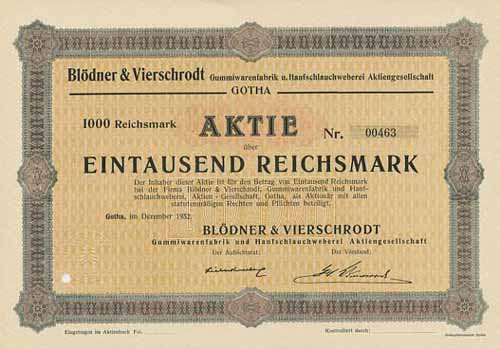 Blödner & Vierschrodt Gummiwarenfabrik u. Hanfschlauchweberei Aktiengesellschaft
GOTHA
1000 Reichsmark AKTIE Nr. 00463
über
EINTAUSEND REICHSMARK
Der Inhaber dieser Aktie ist für den Betrag von Eintausend Reichsmark
bei der Firma Blödner & Vierschrodt, Gummiwarenfabrik und Hanf-
schlauchweberei, Aktien-Gesellschaft, Gotha, als Aktionär mit allen
statutenmäßigen Rechten und Pflichten beteiligt.
Gotha, im Dezember 1932.
BLÖDNER & VIERSCHRODT
Gummiwarenfabrik und Hanfschlauchweberei Aktiengesellschaft
Der Aufsichtsrat: Der Vorstand:
Eingetragen im Aktienbuch Fol. Kontrolliert durch: